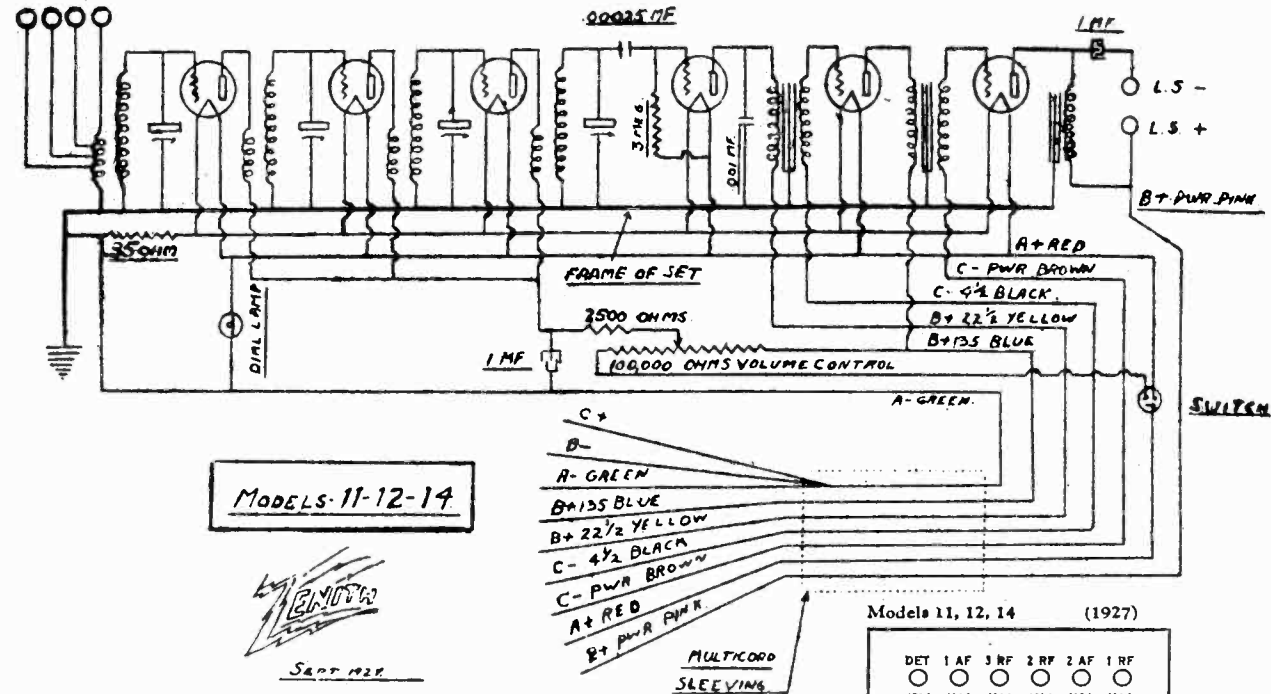 .00025 MF
1 MF
L.S -
L.S. +
3 MEG.
.001 MF
B+ PWR PINK
35 OHM
A+ RED
FRAME OF SET
C- PWR BROWN
C- 4½ BLACK.
DIAL LAMP
2500 OHMS
B+ 22½ YELLOW
B+135 BLUE
1 MF
100,000 OHMS VOLUME CONTROL
A- GREEN.
SWITCH
C+
B-
A- GREEN
MODELS-11-12-14
B+135 BLUE
B+ 22½ YELLOW
C- 4½ BLACK
C- PWR BROWN
A+ RED
B+ PWR PINK.
ZENITH
Models 11, 12, 14 (1927)
MULTICORD
SLEEVING
DET 1 AF 3 RF 2 RF 2 AF 1 RF